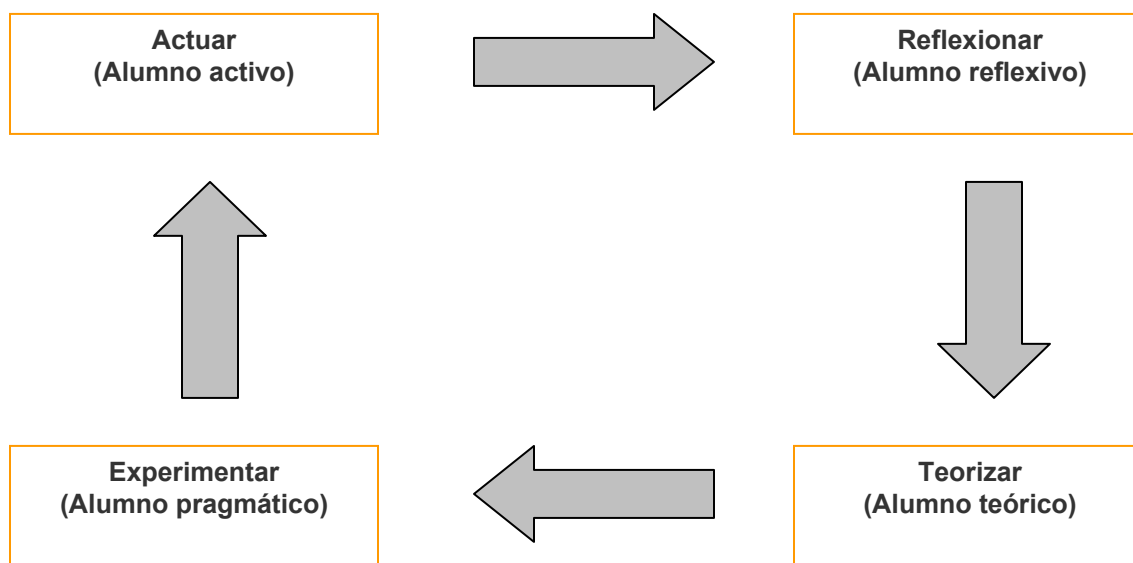 Actuar
(Alumno activo)
Reflexionar
(Alumno reflexivo)
Experimentar
(Alumno pragmático)
Teorizar
(Alumno teórico)